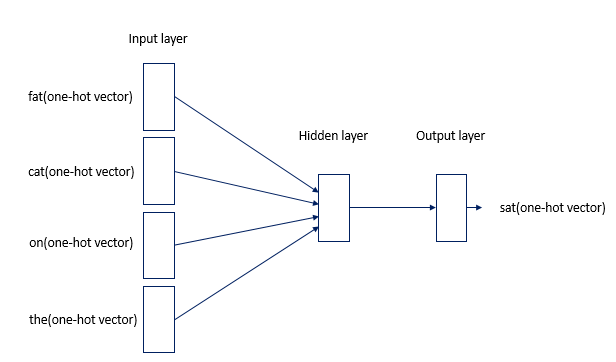 Input layer
fat(one-hot vector)
Hidden layer
Output layer
cat(one-hot vector)
sat(one-hot vector)
on(one-hot vector)
the(one-hot vector)